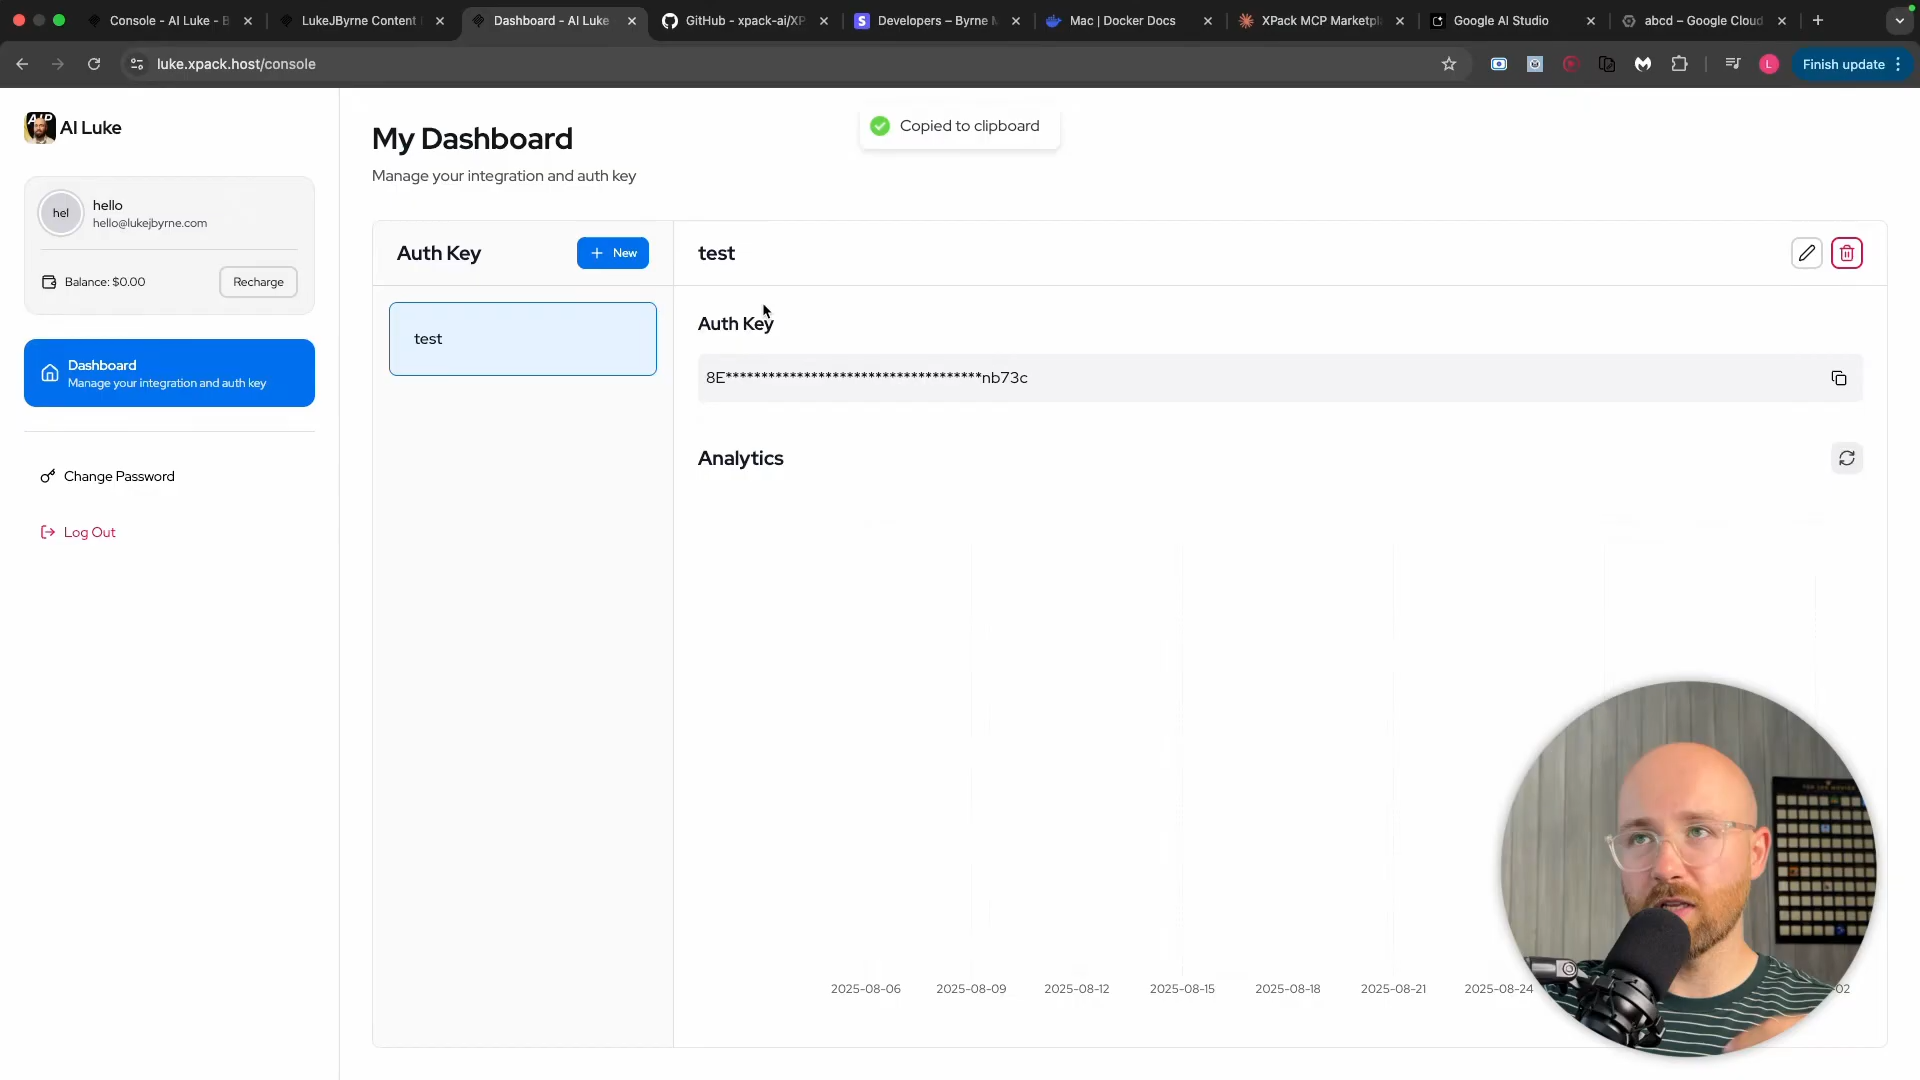 Console - AI Luke - B
LukeJByrne Content
Dashboard - AI Luke
GitHub - xpack-ai/XP
Developers – Byrne M
Mac | Docker Docs
XPack MCP Marketpl
Google AI Studio
abcd – Google Cloud
luke.xpack.host/console
L
Finish update
AI Luke
hel
hello
hello@lukejbyrne.com
Balance: $0.00
Recharge
Dashboard
Manage your integration and auth key
Change Password
Log Out
My Dashboard
Manage your integration and auth key
Copied to clipboard
Auth Key
New
test
test
Auth Key
8E************************************nb73c
Analytics
2025-08-06
2025-08-09
2025-08-12
2025-08-15
2025-08-18
2025-08-21
2025-08-24
02